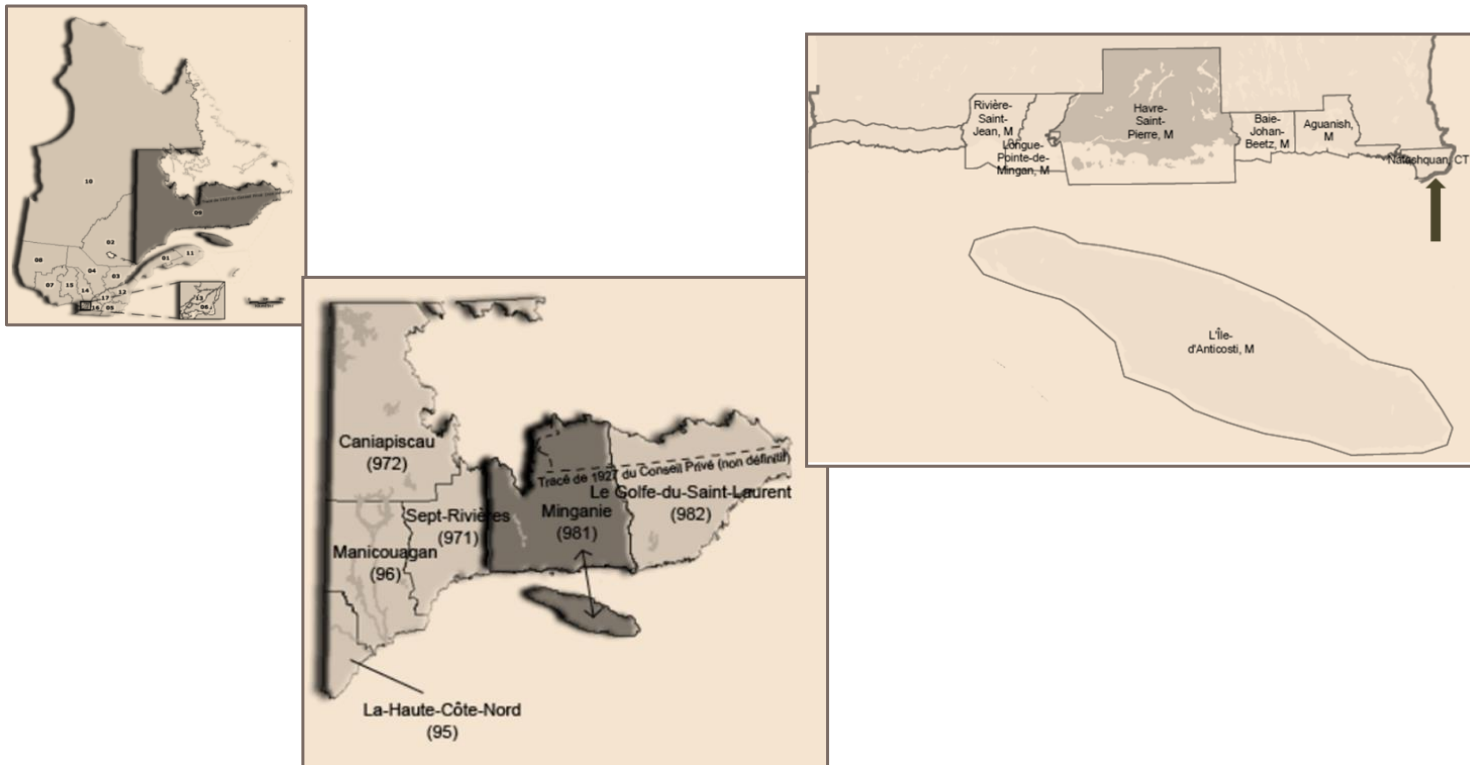 10
09
02
08
07
15
04
14
03
17
12
01
11
16
05
13
06
Caniapiscau
(972)
Tracé de 1927 du Conseil Privé (non définitif)
Le Golfe-du-Saint-Laurent
(982)
Sept-Rivières
(971)
Minganie
(981)
Manicouagan
(96)
La-Haute-Côte-Nord
(95)
Rivière-
Saint-
Jean, M
Longue-
Pointe-de-
Mingan, M
Havre-
Saint-
Pierre, M
Baie-
Johan-
Beetz, M
Aguanish,
M
Natashquan, CT
L'Île-
d'Anticosti, M